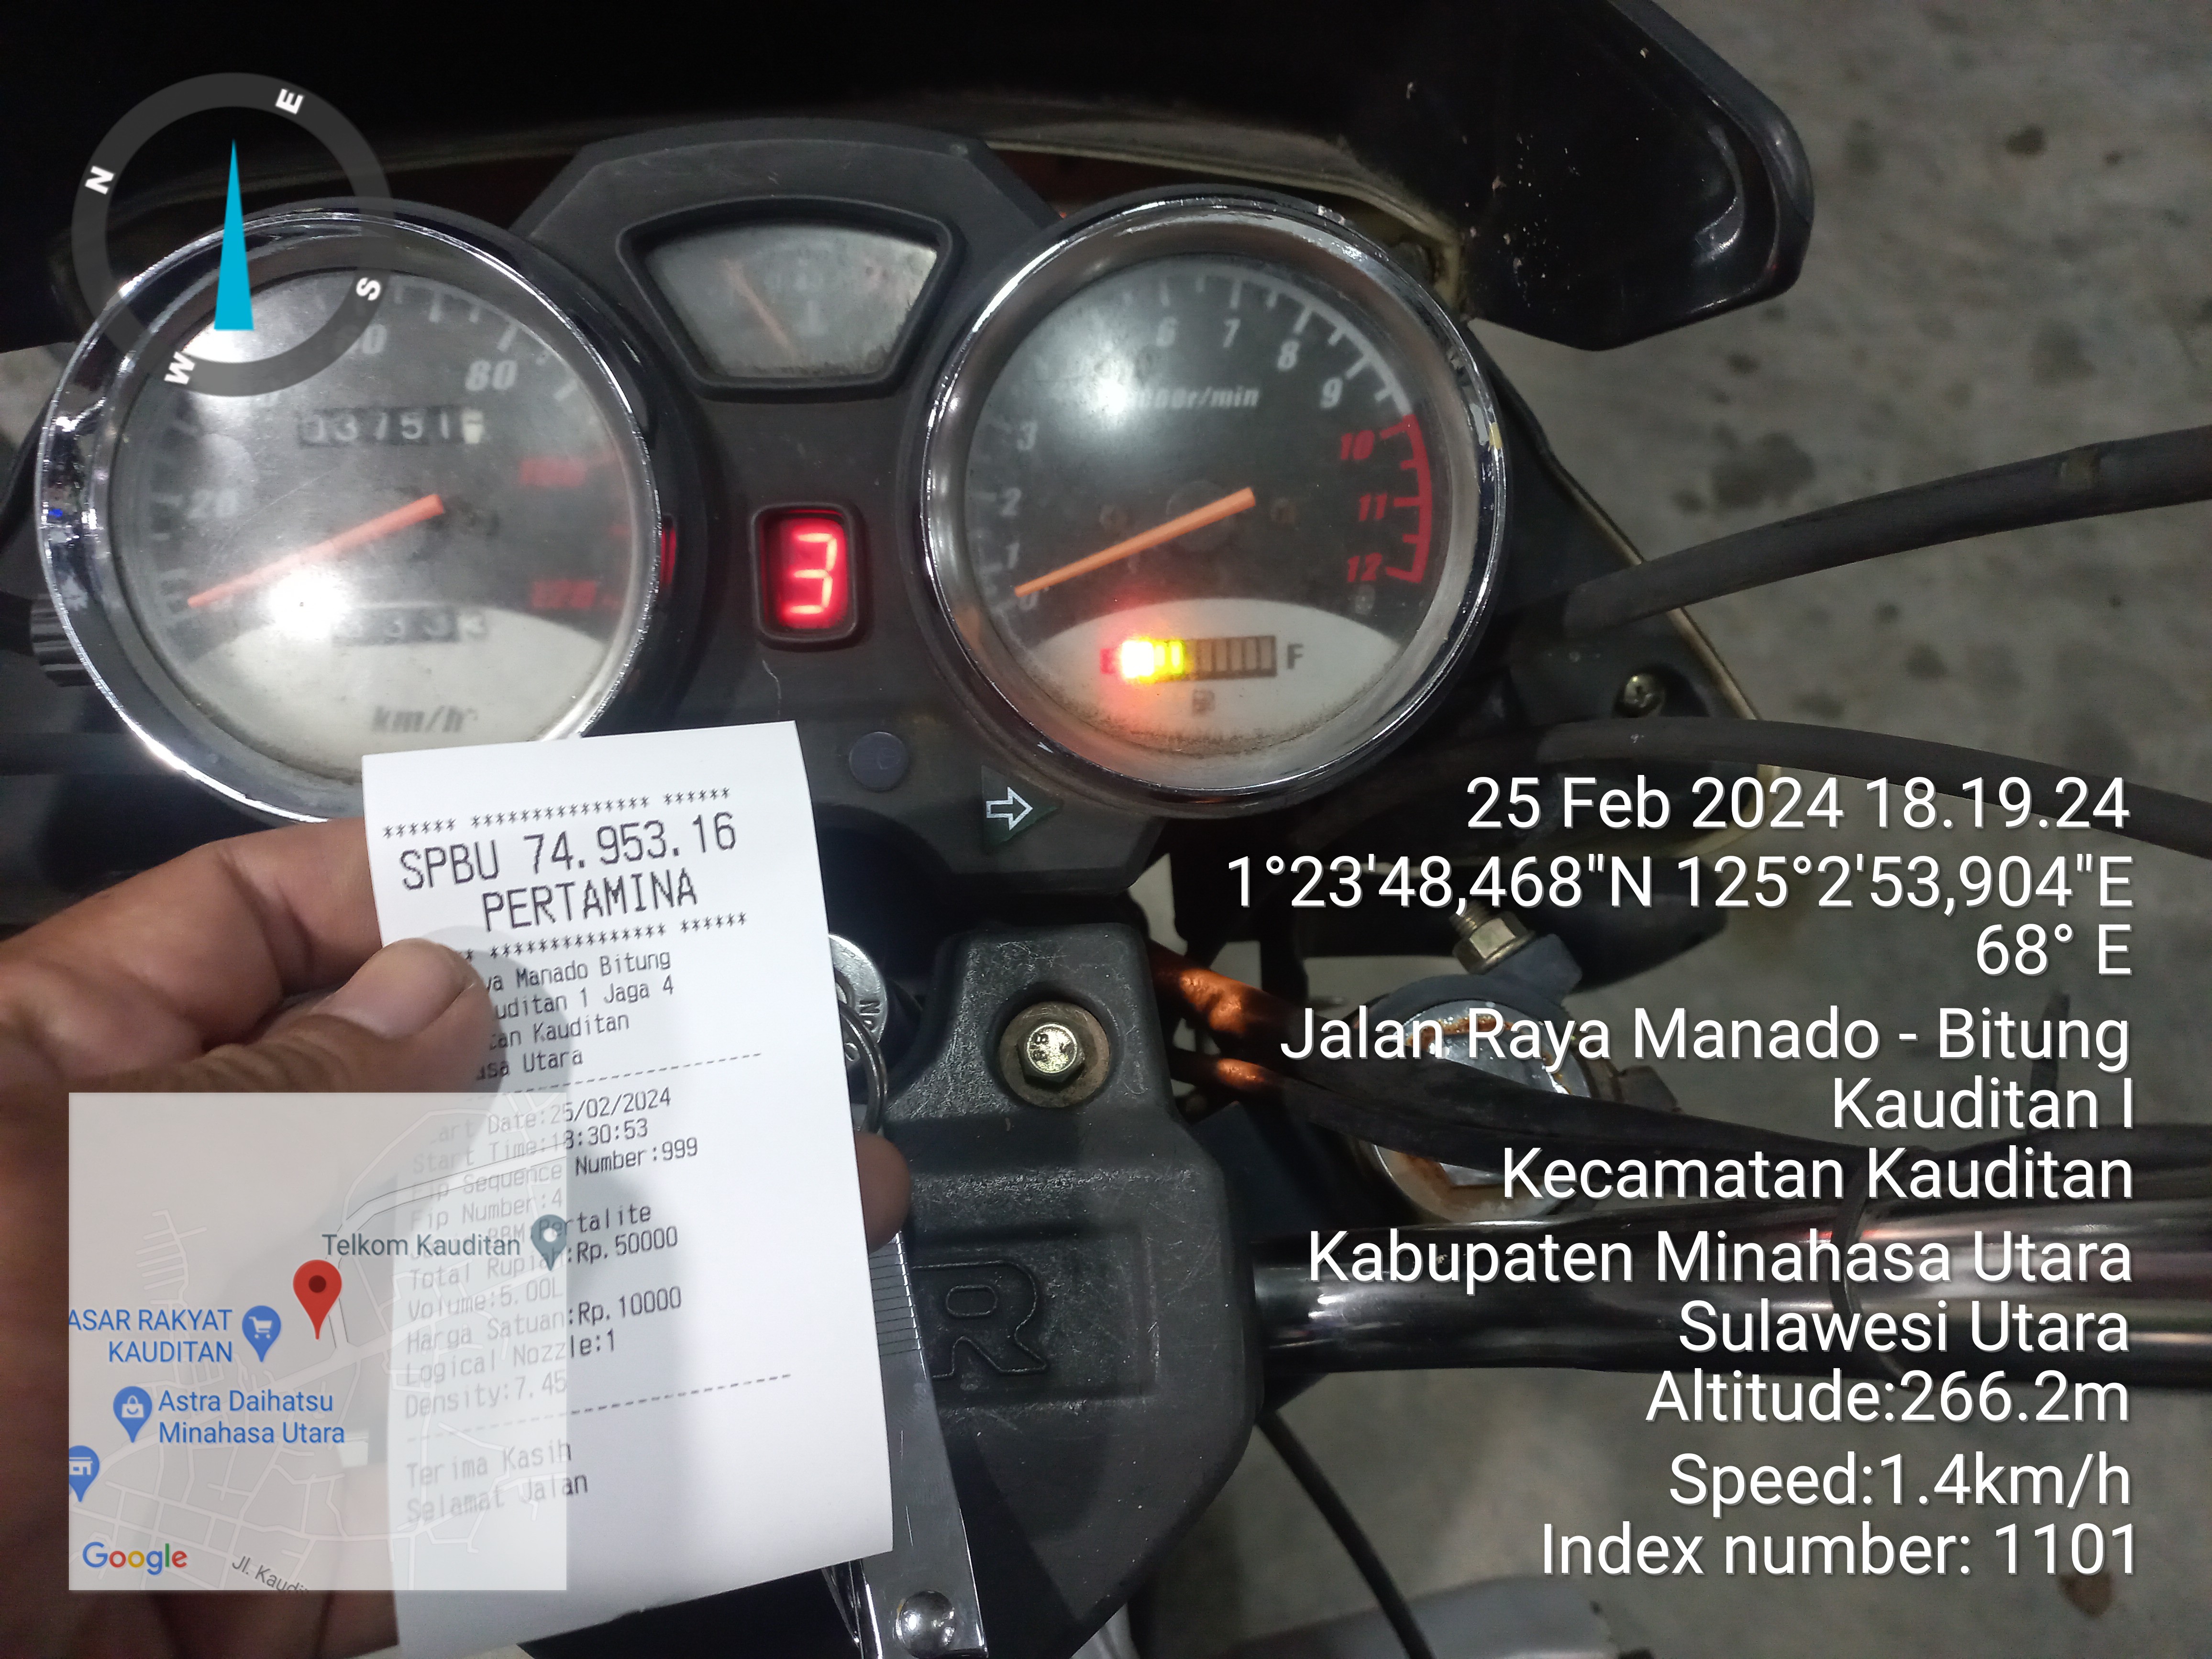 N
E
S
W
80
km/h
3
1
2
3
6
7
8
9
10
11
12
E
F
****** *************** ******
SPBU 74.953.16
PERTAMINA
*************** ******
Manado Bitung
1 Jaga 4
Kauditan
Utara
Date:25/02/2024
Start Time:18:30:53
Fip Sequence Number:999
Fip Number:4
Pertalite
Total Rupiah:Rp.50000
Volume:5.00L
Harga Satuan:Rp.10000
Logical Nozzle:1
Density:7.45
Terima Kasih
Selamat Jalan
R
25 Feb 2024 18.19.24
1°23'48,468"N 125°2'53,904"E
68° E
Jalan Raya Manado - Bitung
Kauditan I
Kecamatan Kauditan
Kabupaten Minahasa Utara
Sulawesi Utara
Altitude:266.2m
Speed:1.4km/h
Index number: 1101
Telkom Kauditan
ASAR RAKYAT
KAUDITAN
Astra Daihatsu
Minahasa Utara
Google
Jl.